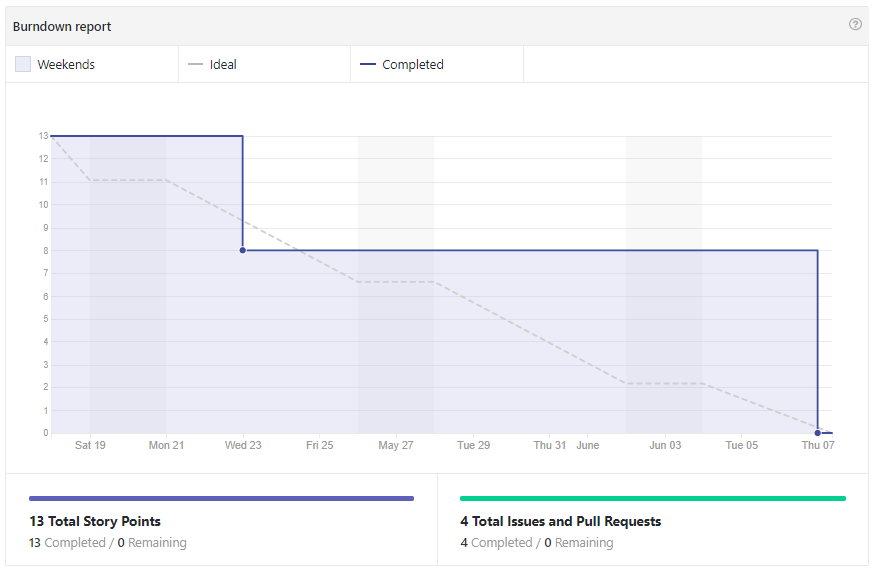 Burndown report
Weekends
Ideal
Completed
13
12
11
10
9
8
7
6
5
4
3
2
1
0
Sat 19 Mon 21 Wed 23 Fri 25 May 27 Tue 29 Thu 31 June Jun 03 Tue 05 Thu 07
13 Total Story Points
13 Completed / 0 Remaining
4 Total Issues and Pull Requests
4 Completed / 0 Remaining